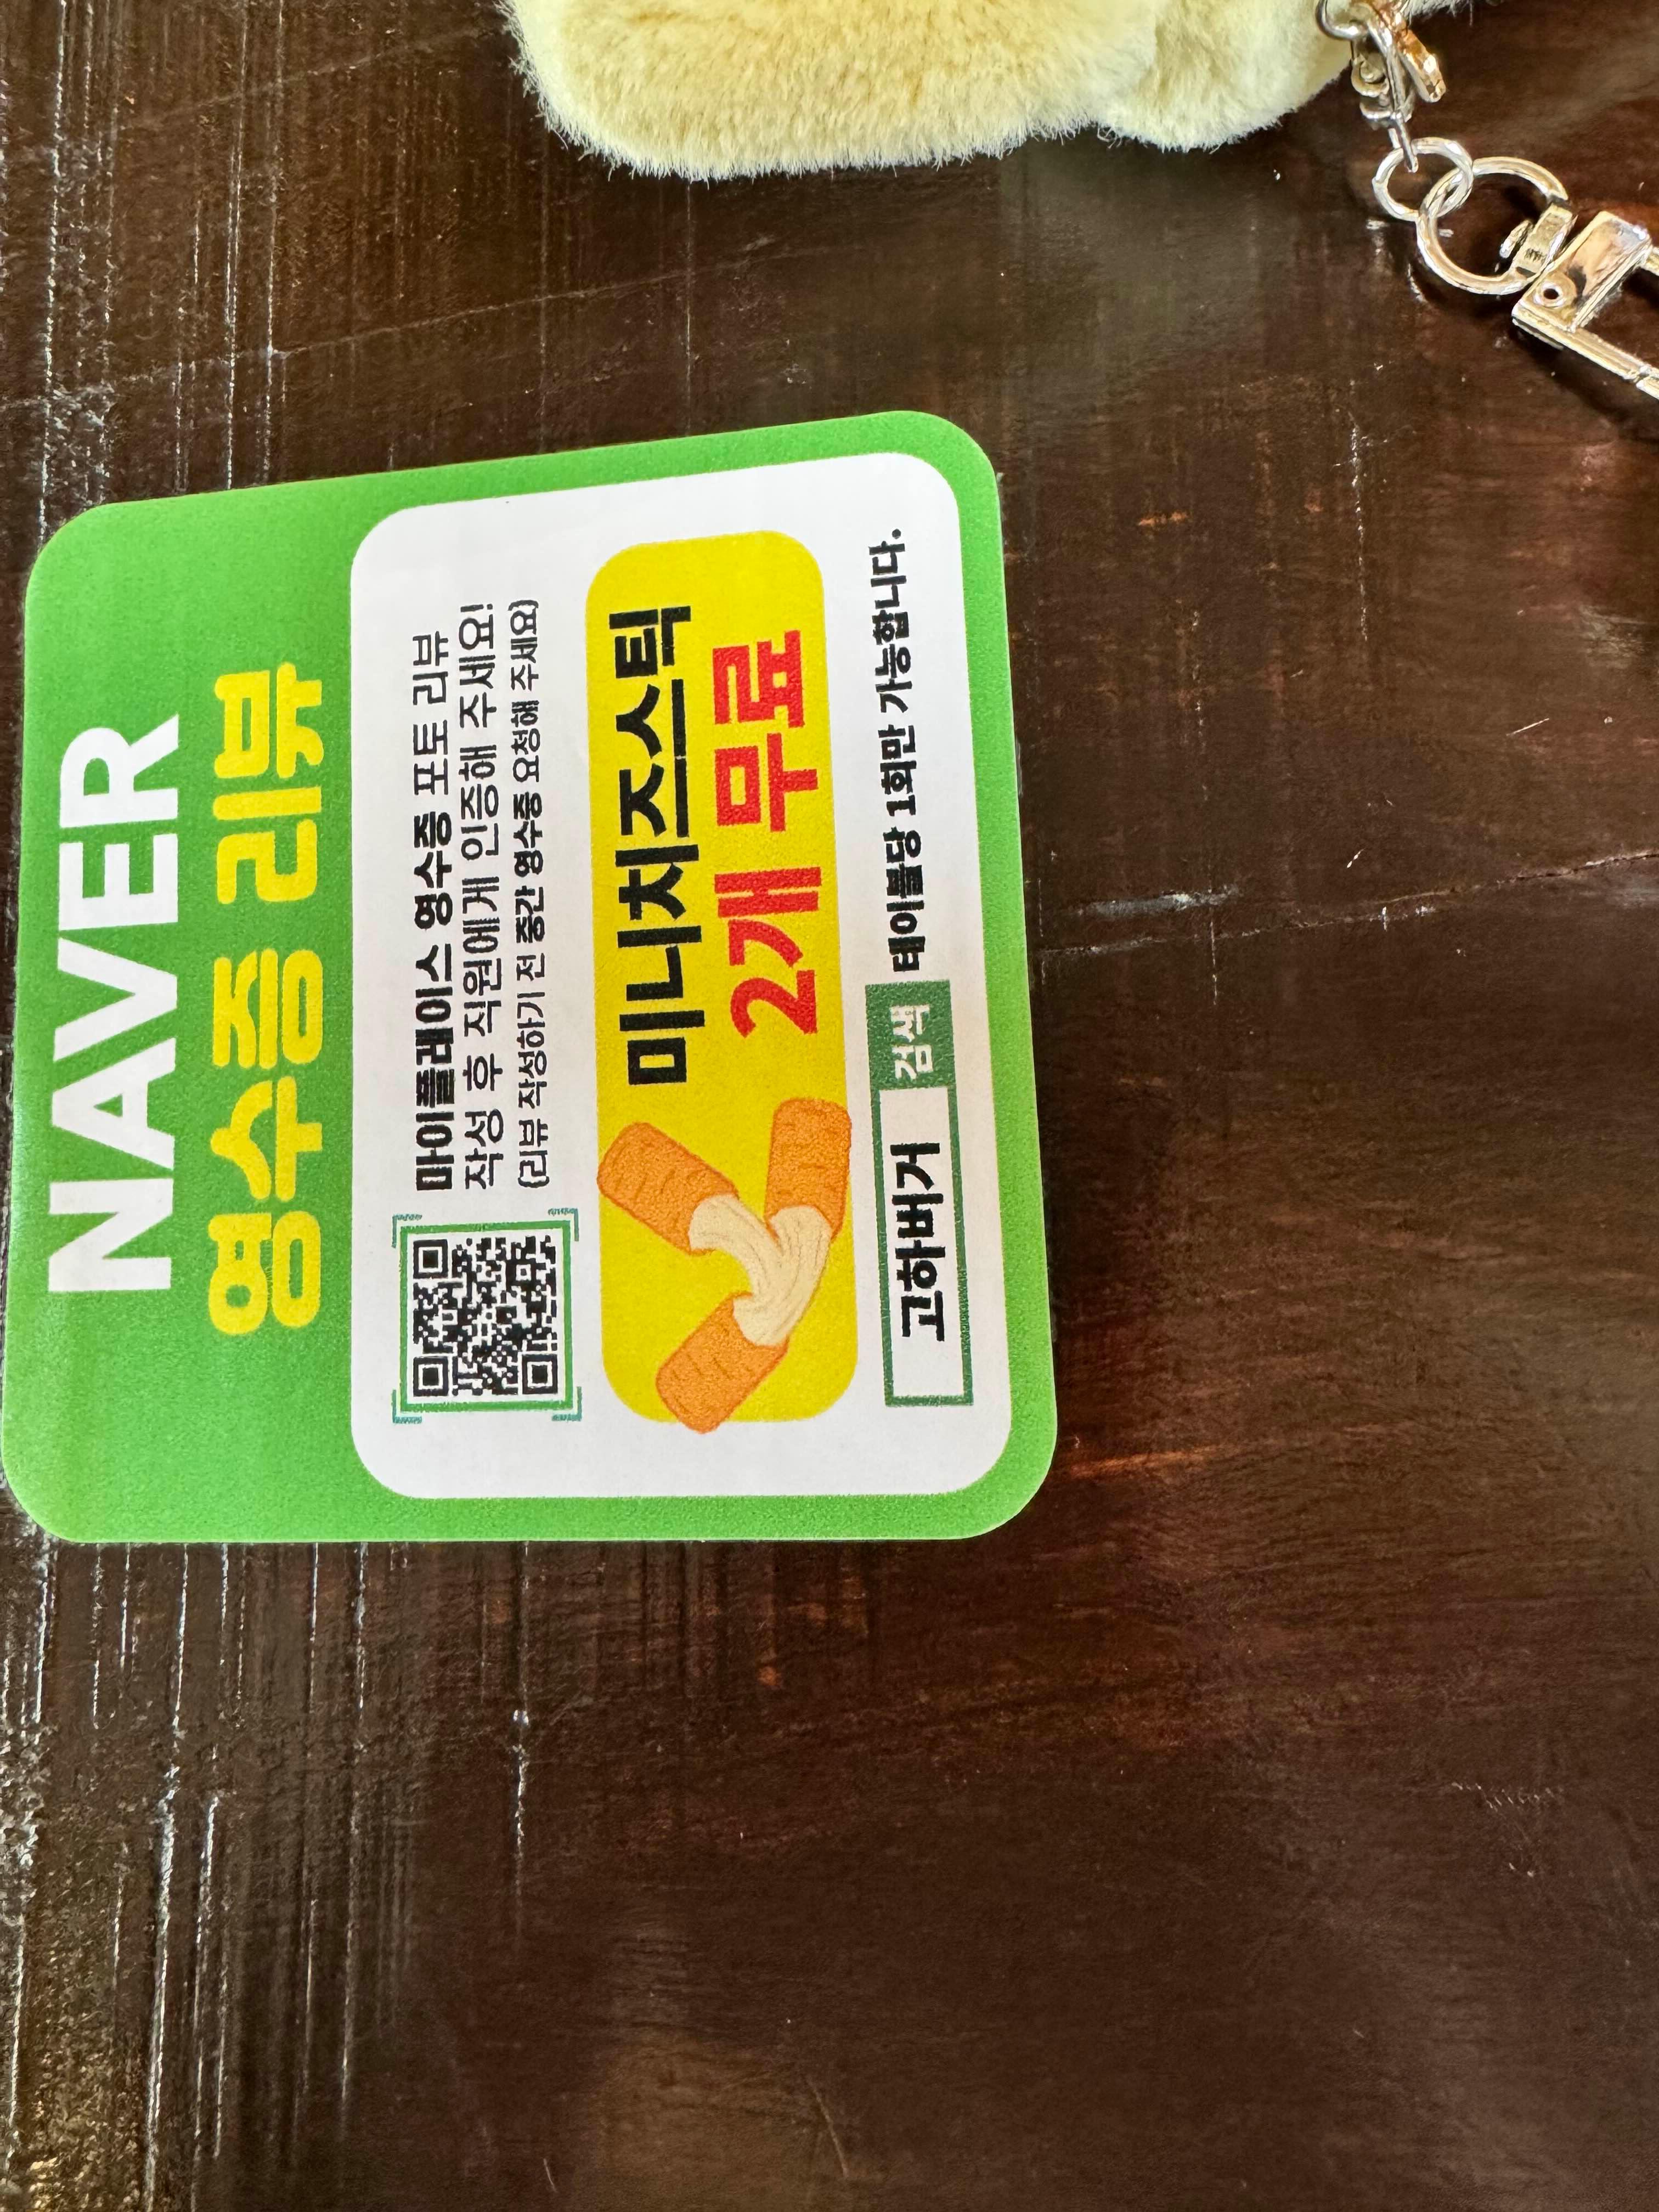 NAVER
영수증 리뷰
마이플레이스 영수증 포토 리뷰
작성 후 직원에게 인증해 주세요!
(리뷰 작성하기 전 중간 영수증 요청해 주세요)
미니치즈스틱
2개 무료
고하버거 검색 테이블당 1회만 가능합니다.